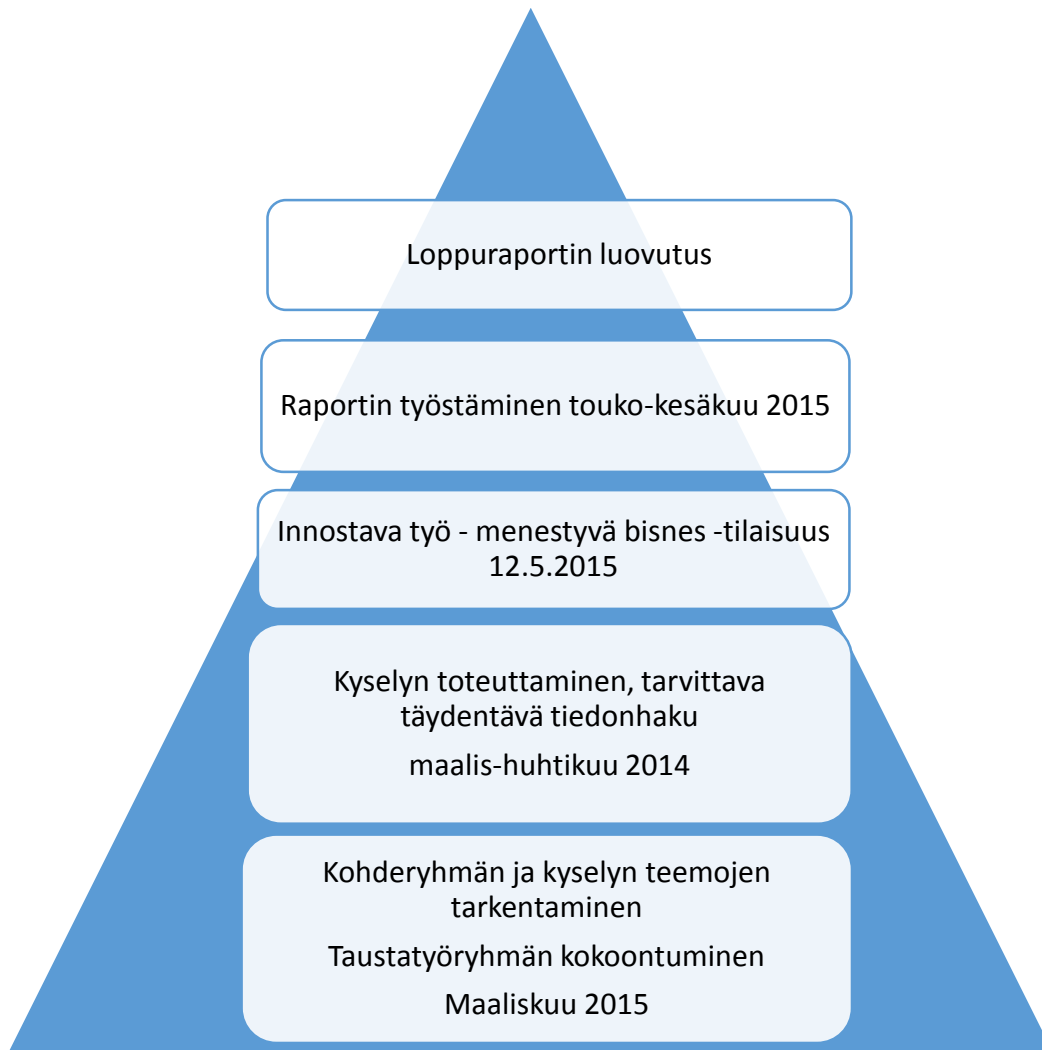 Loppuraportin luovutus
Raportin työstäminen touko-kesäkuu 2015
Innostava työ - menestyvä bisnes -tilaisuus
12.5.2015
Kyselyn toteuttaminen, tarvittava
täydentävä tiedonhaku
maalis-huhtikuu 2014
Kohderyhmän ja kyselyn teemojen
tarkentaminen
Taustatyöryhmän kokoontuminen
Maaliskuu 2015